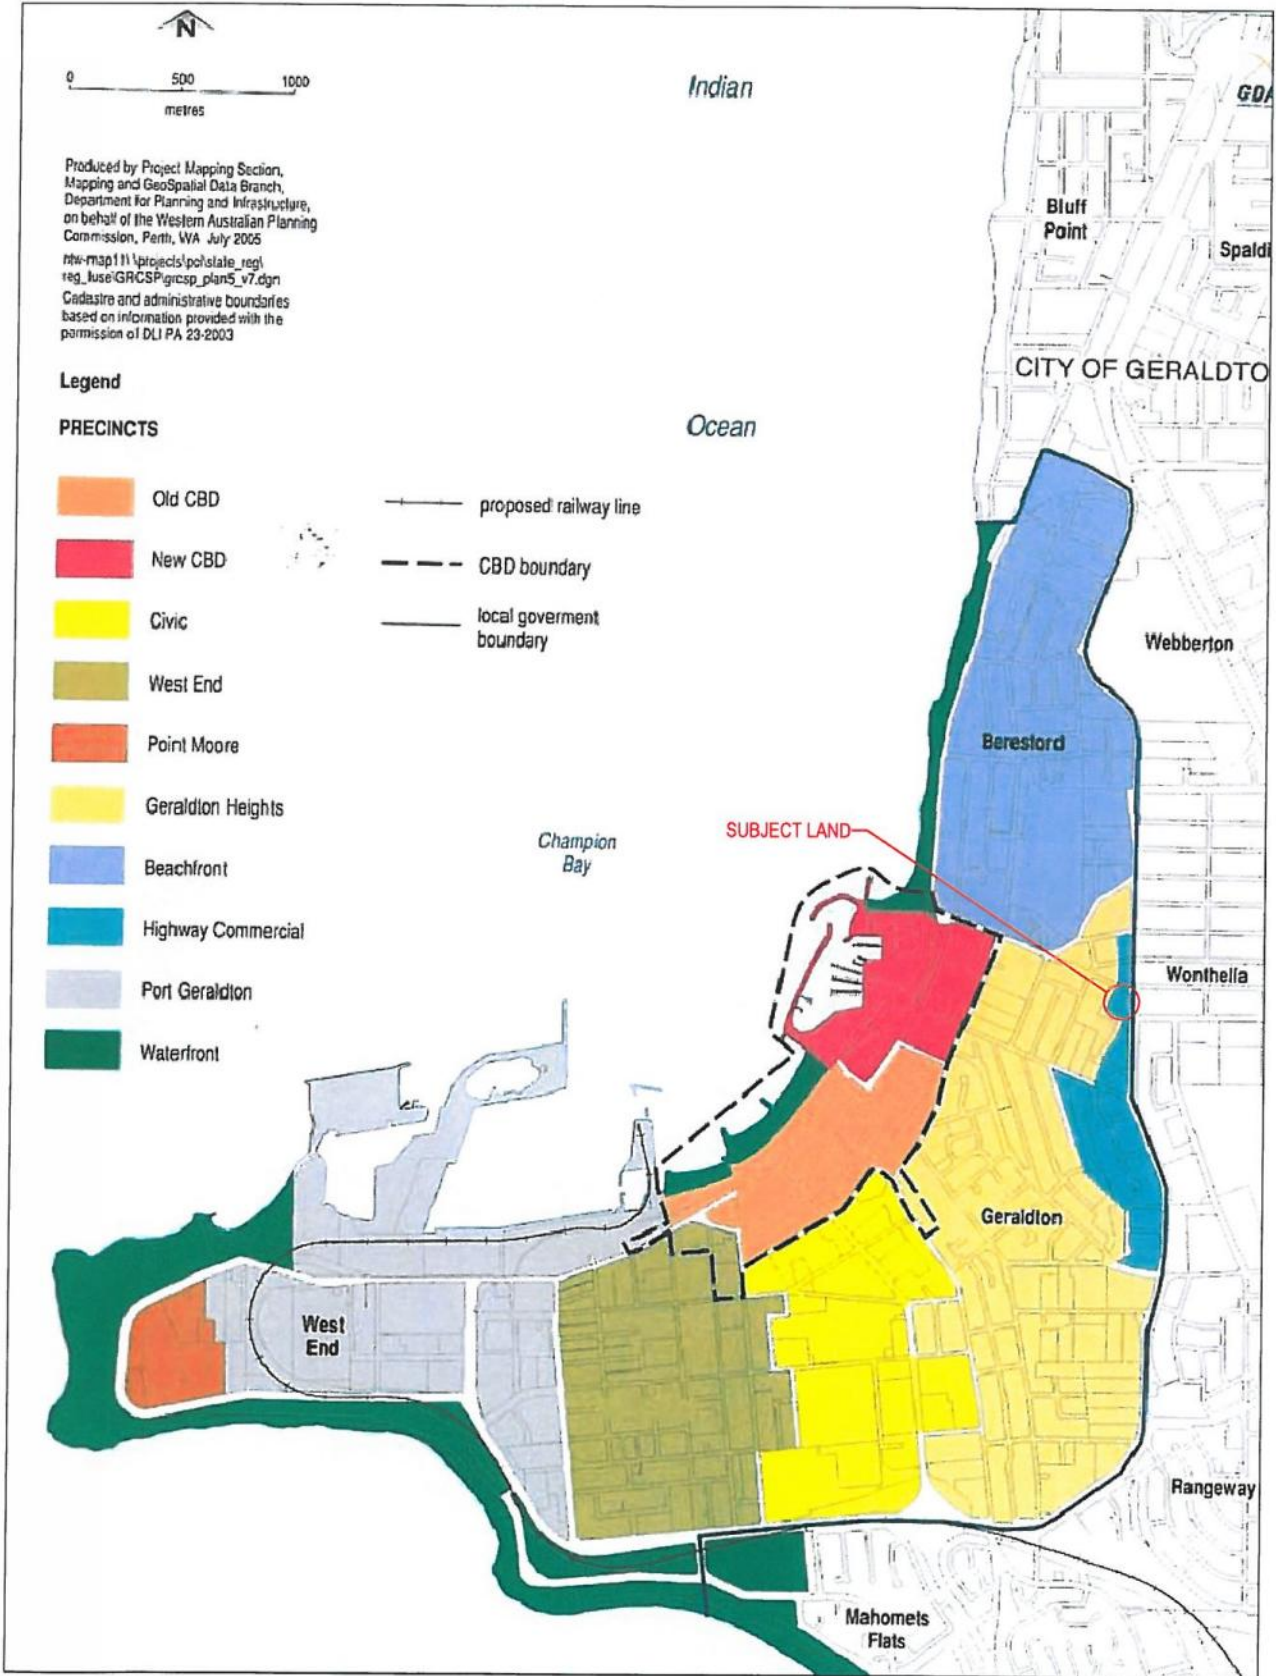 N
0 500 1000
metres
Indian
Produced by Project Mapping Section,
Mapping and GeoSpatial Data Branch,
Department for Planning and Infrastructure,
on behalf of the Western Australian Planning
Commission, Perth, WA July 2005
reg_luse\GRCSP\grcsp_plan5_v7.dgn
Cadastre and administrative boundaries
based on information provided with the
permission of DLI PA 23-2003
Bluff
Point
Spaldi
CITY OF GERALDTO
Legend
PRECINCTS
Ocean
Old CBD
New CBD
Civic
West End
Point Moore
Geraldton Heights
Beachfront
Highway Commercial
Port Geraldton
Waterfront
proposed railway line
CBD boundary
local goverment
boundary
Webberton
Beresford
SUBJECT LAND
Champion
Bay
Wonthella
Geraldton
West
End
Rangeway
Mahomets
Flats